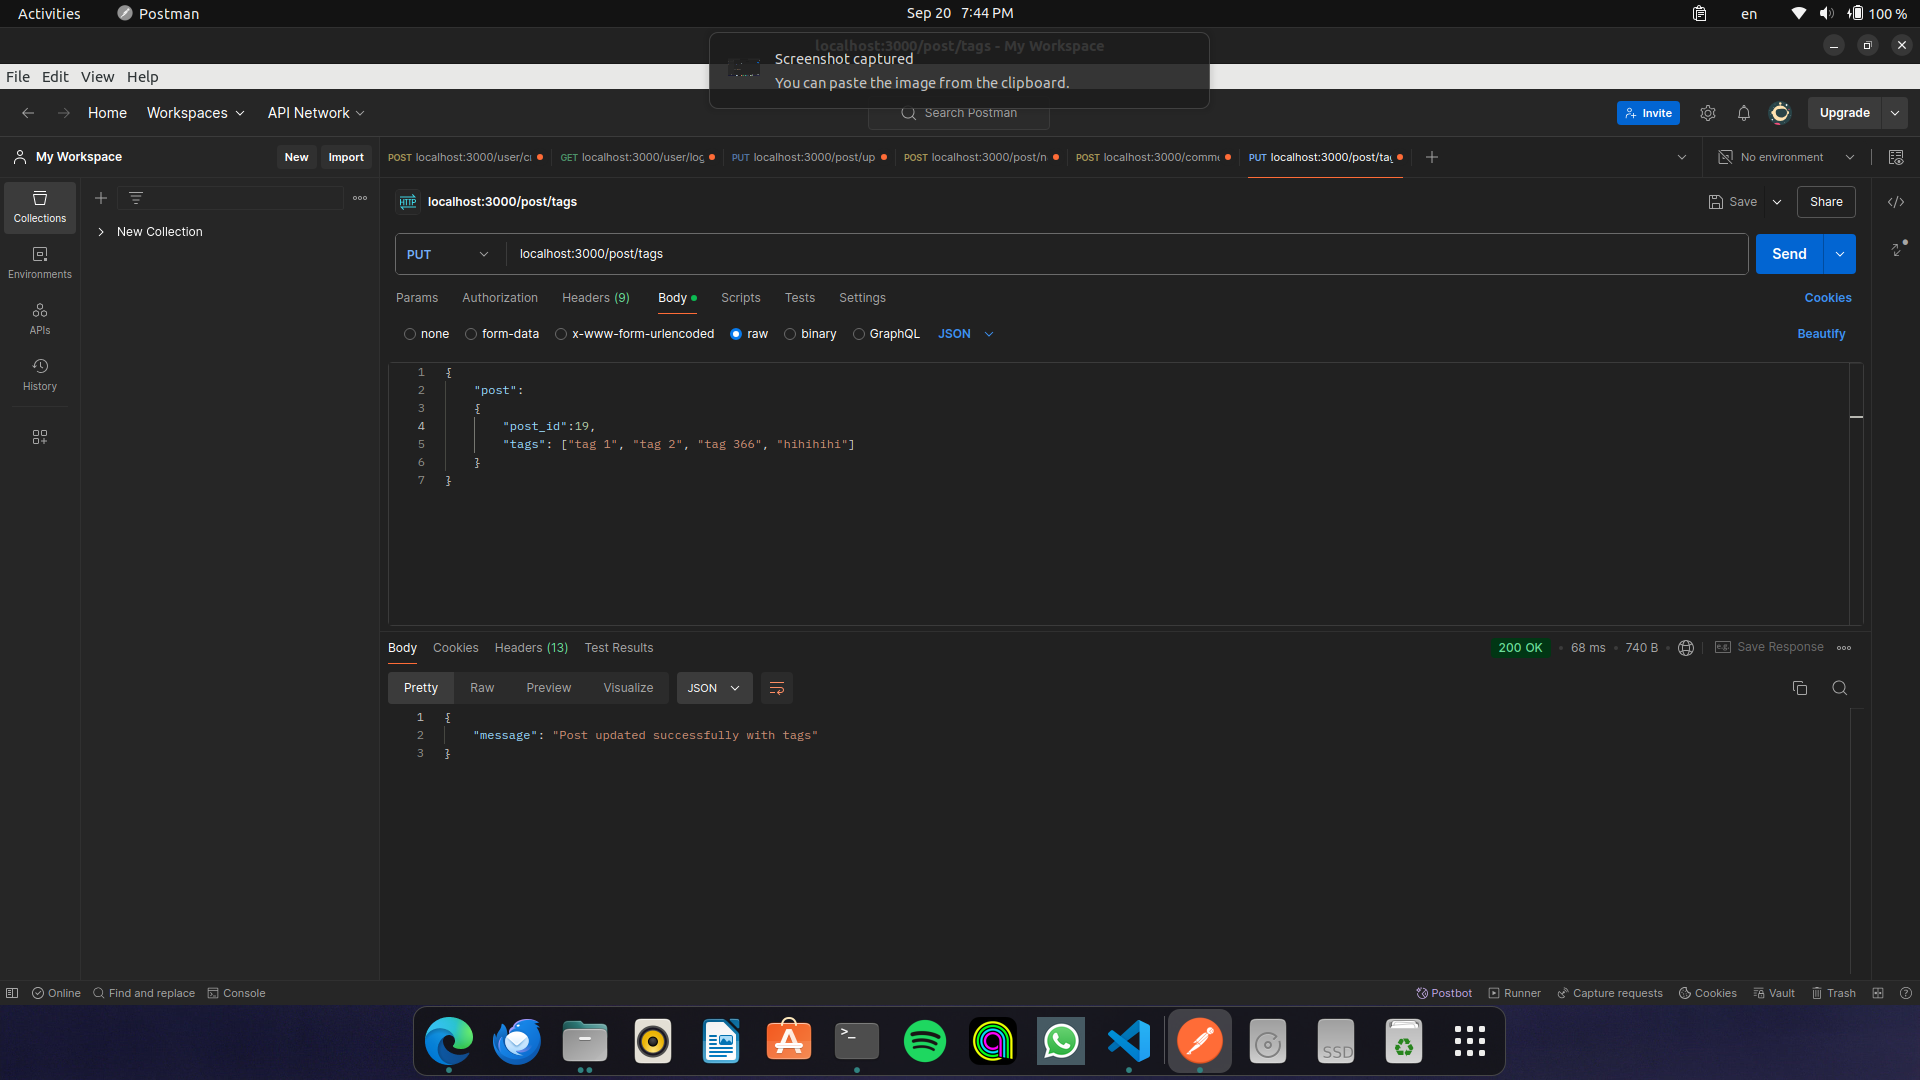 Activities Postman Sep 20 7:44 PM en 100 %
localhost:3000/post/tags - My Workspace
Screenshot captured
You can paste the image from the clipboard.
File Edit View Help
Home Workspaces API Network Search Postman Invite Upgrade
My Workspace New Import POST localhost:3000/user/cr GET localhost:3000/user/log PUT localhost:3000/post/up POST localhost:3000/post/n POST localhost:3000/comme PUT localhost:3000/post/tag No environment
Collections
New Collection
Environments
APIs
History
HTTP localhost:3000/post/tags Save Share
PUT localhost:3000/post/tags Send
Params Authorization Headers (9) Body Scripts Tests Settings Cookies
none form-data x-www-form-urlencoded raw binary GraphQL JSON Beautify
1 {
2 "post":
3 {
4 "post_id":19,
5 "tags": ["tag 1", "tag 2", "tag 366", "hihihihi"]
6 }
7 }
Body Cookies Headers (13) Test Results 200 OK 68 ms 740 B Save Response
Pretty Raw Preview Visualize JSON
1 {
2 "message": "Post updated successfully with tags"
3 }
Online Find and replace Console Postbot Runner Capture requests Cookies Vault Trash
SSD